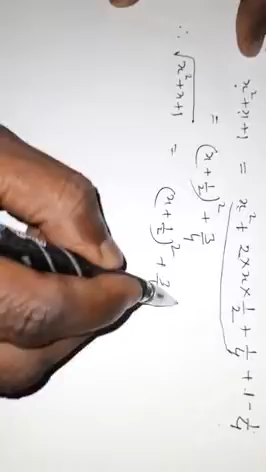 x² + x + 1 = x² + 2 × x × 1/2 + 1/4 + 1 - 1/4
= (x + 1/2)² + 3/4
∴ √x² + x + 1 = (x + 1/2)² + 3